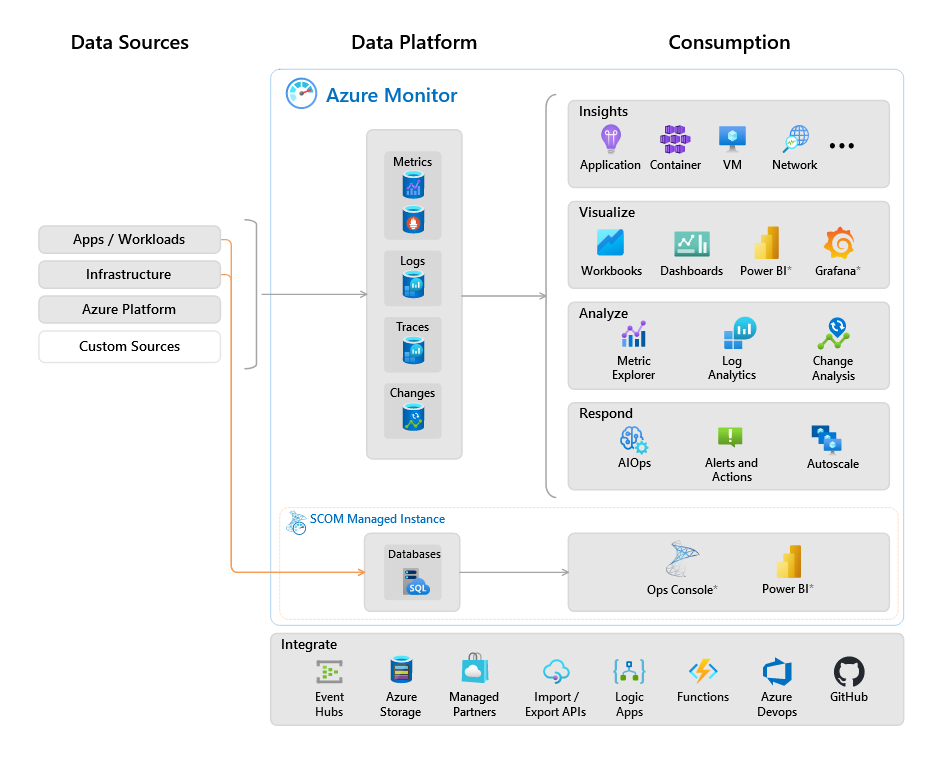 Data Sources
Data Platform
Consumption
Azure Monitor
Apps / Workloads
Infrastructure
Azure Platform
Custom Sources
Metrics
Logs
Traces
Changes
Insights
Application
Container
VM
Network
•••
Visualize
Workbooks
Dashboards
Power BI*
Grafana*
Analyze
Metric
Explorer
Log
Analytics
Change
Analysis
Respond
AIOps
Alerts and
Actions
Autoscale
SCOM Managed Instance
Databases
SQL
Ops Console*
Power BI*
Integrate
Event
Hubs
Azure
Storage
Managed
Partners
Import /
Export APIs
Logic
Apps
Functions
Azure
Devops
GitHub